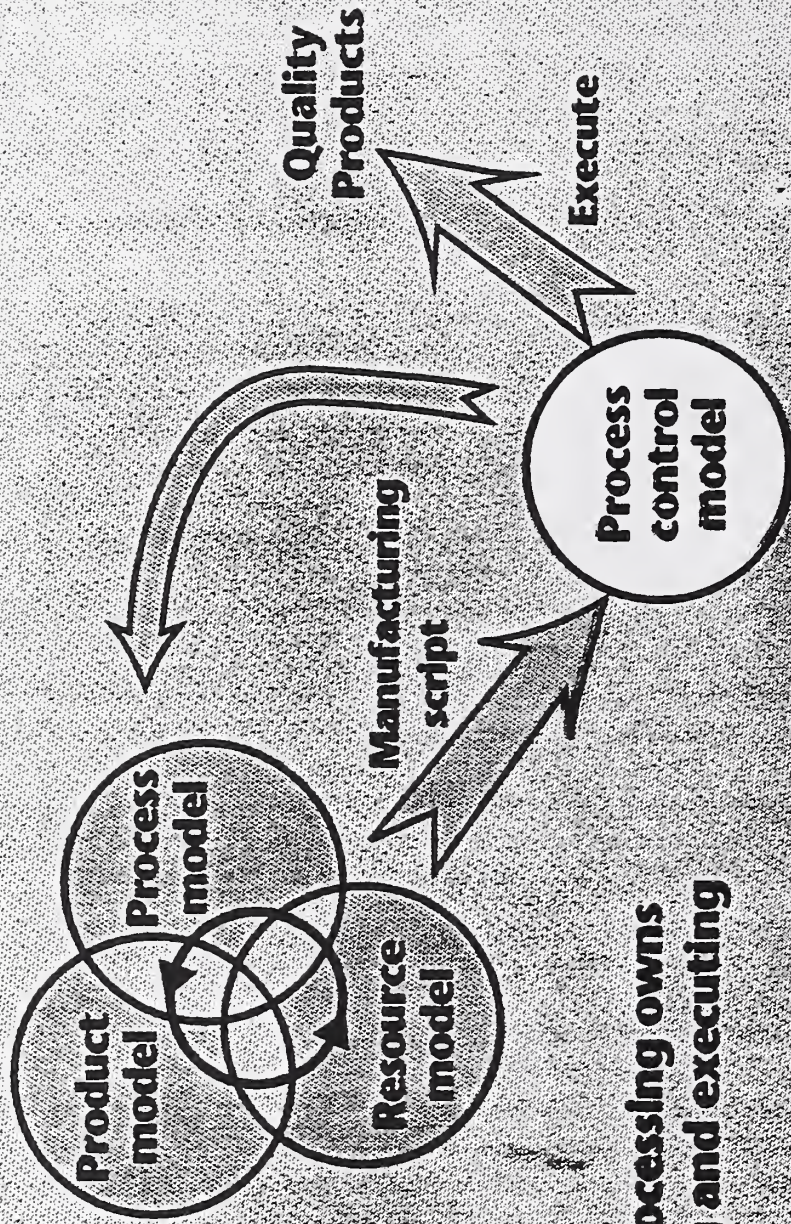 Product
model
Process
model
Quality
Products
Resource
model
Manufacturing
script
Execute
Process
control
model
ocessing owns
and executing